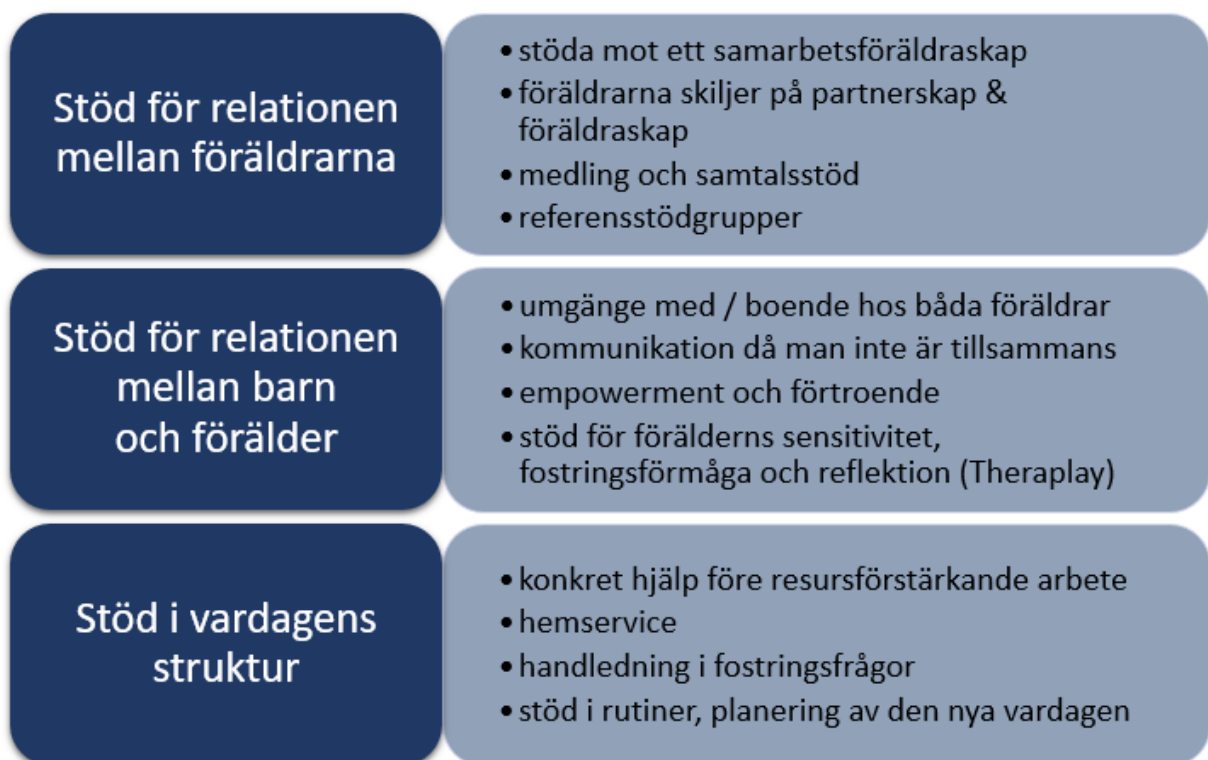 Stöd för relationen
mellan föräldrarna
• stöda mot ett samarbetsföräldraskap
• föräldrarna skiljer på partnerskap &
föräldraskap
• medling och samtalsstöd
• referensstödgrupper
Stöd för relationen
mellan barn
och förälder
• umgänge med / boende hos båda föräldrar
• kommunikation då man inte är tillsammans
• empowerment och förtroende
• stöd för förälderns sensitivitet,
fostringsförmåga och reflektion (Theraplay)
Stöd i vardagens
struktur
• konkret hjälp före resursförstärkande arbete
• hemservice
• handledning i fostringsfrågor
• stöd i rutiner, planering av den nya vardagen